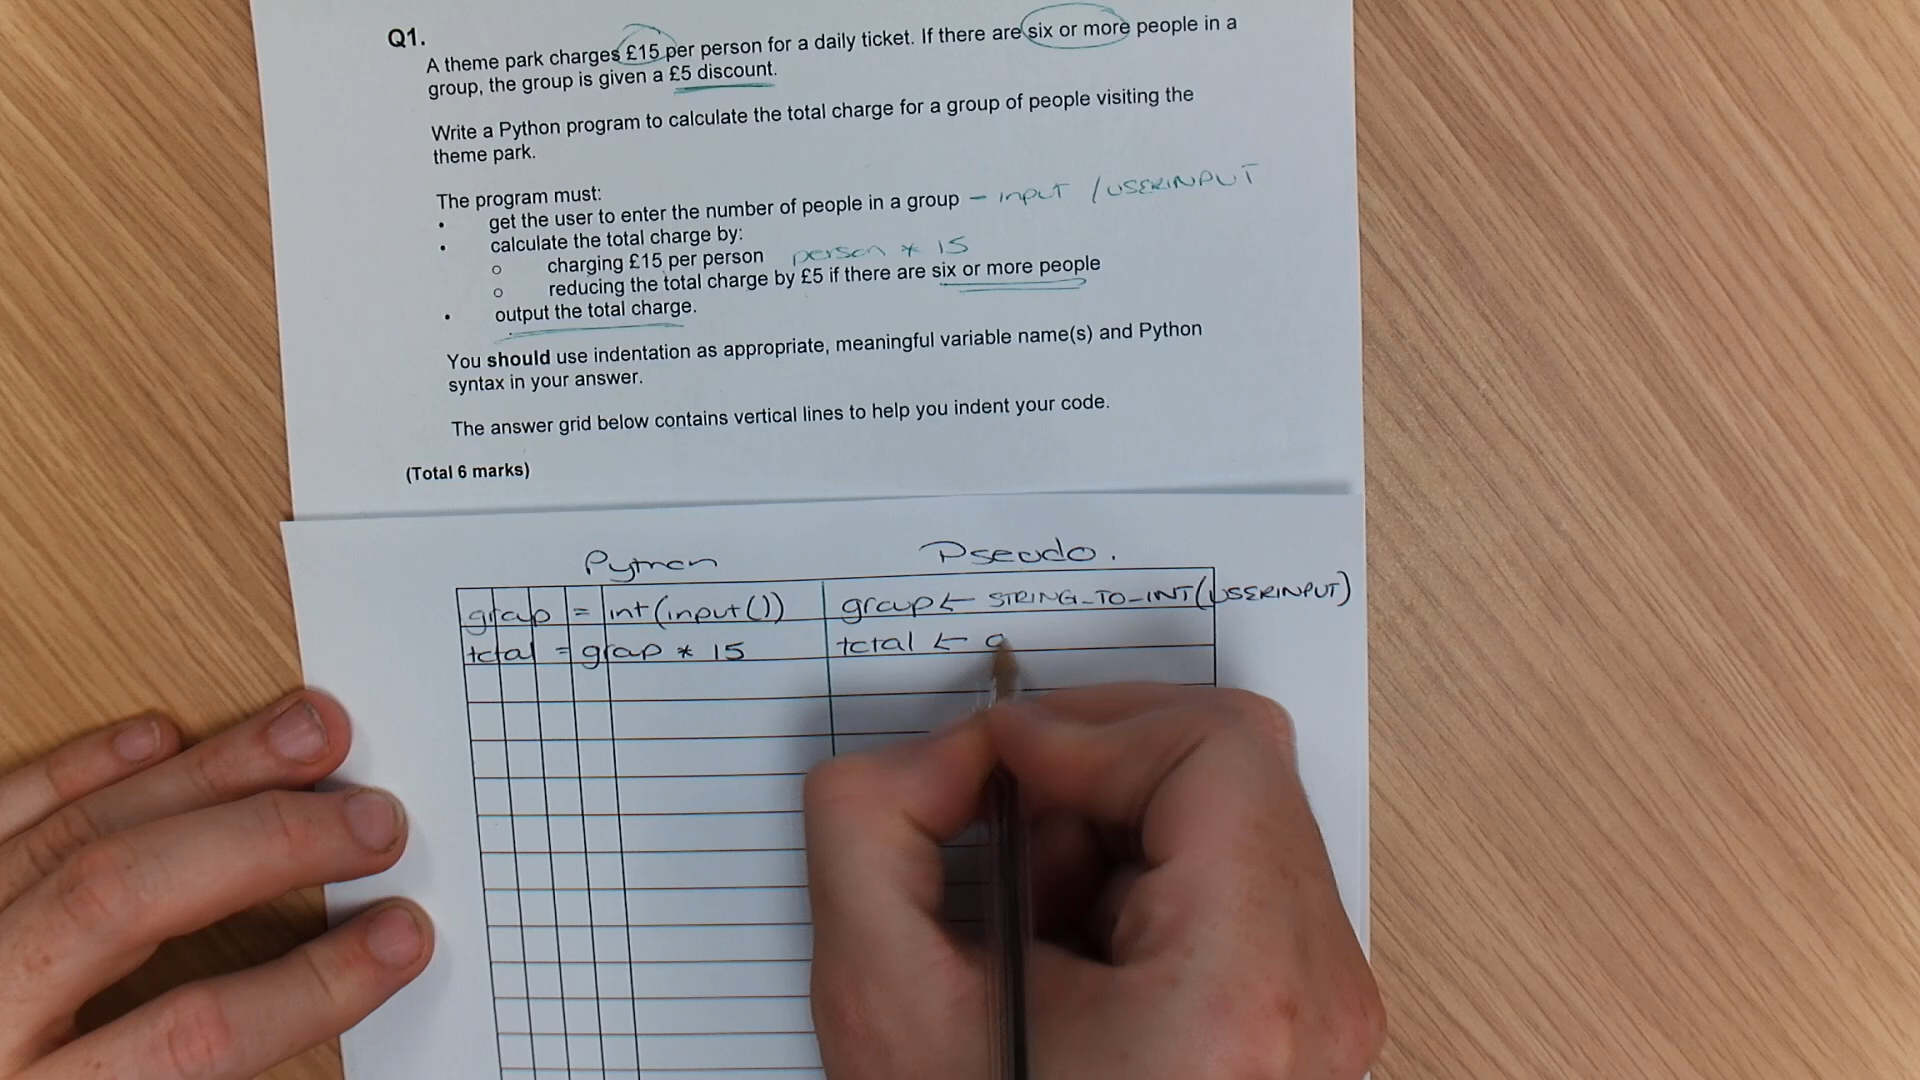 Q1.
A theme park charges £15 per person for a daily ticket. If there are six or more people in a
group, the group is given a £5 discount.
Write a Python program to calculate the total charge for a group of people visiting the
theme park.
The program must:
• get the user to enter the number of people in a group - input / USERINPUT
• calculate the total charge by:
o charging £15 per person person * 15
o reducing the total charge by £5 if there are six or more people
• output the total charge.
You should use indentation as appropriate, meaningful variable name(s) and Python
syntax in your answer.
The answer grid below contains vertical lines to help you indent your code.
(Total 6 marks)
Python Pseudo.
group = int(input()) group ← STRING_TO_INT(USERINPUT)
total = group * 15 total ← g